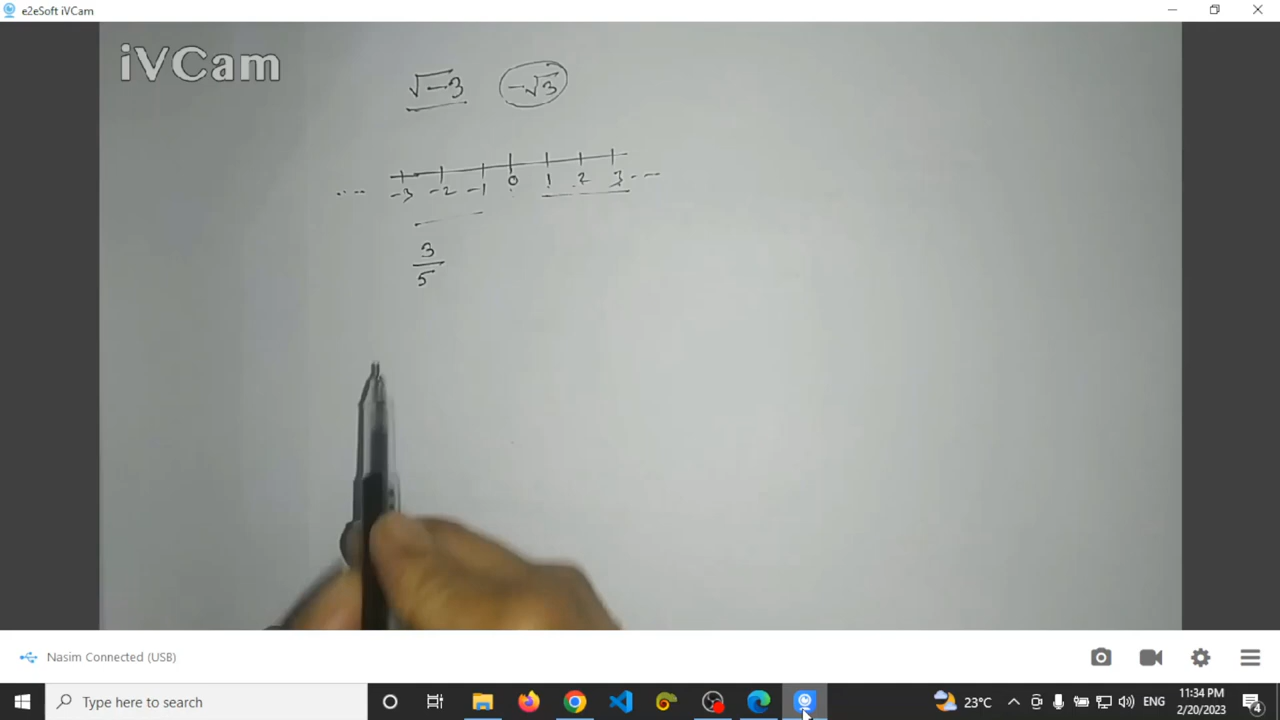 e2eSoft iVCam
iVCam
√-3 -√3
.... -3 -2 -1 0 1 2 3 ....
3
5
Nasim Connected (USB)
Type here to search
23°C ENG 11:34 PM
2/20/2023
4